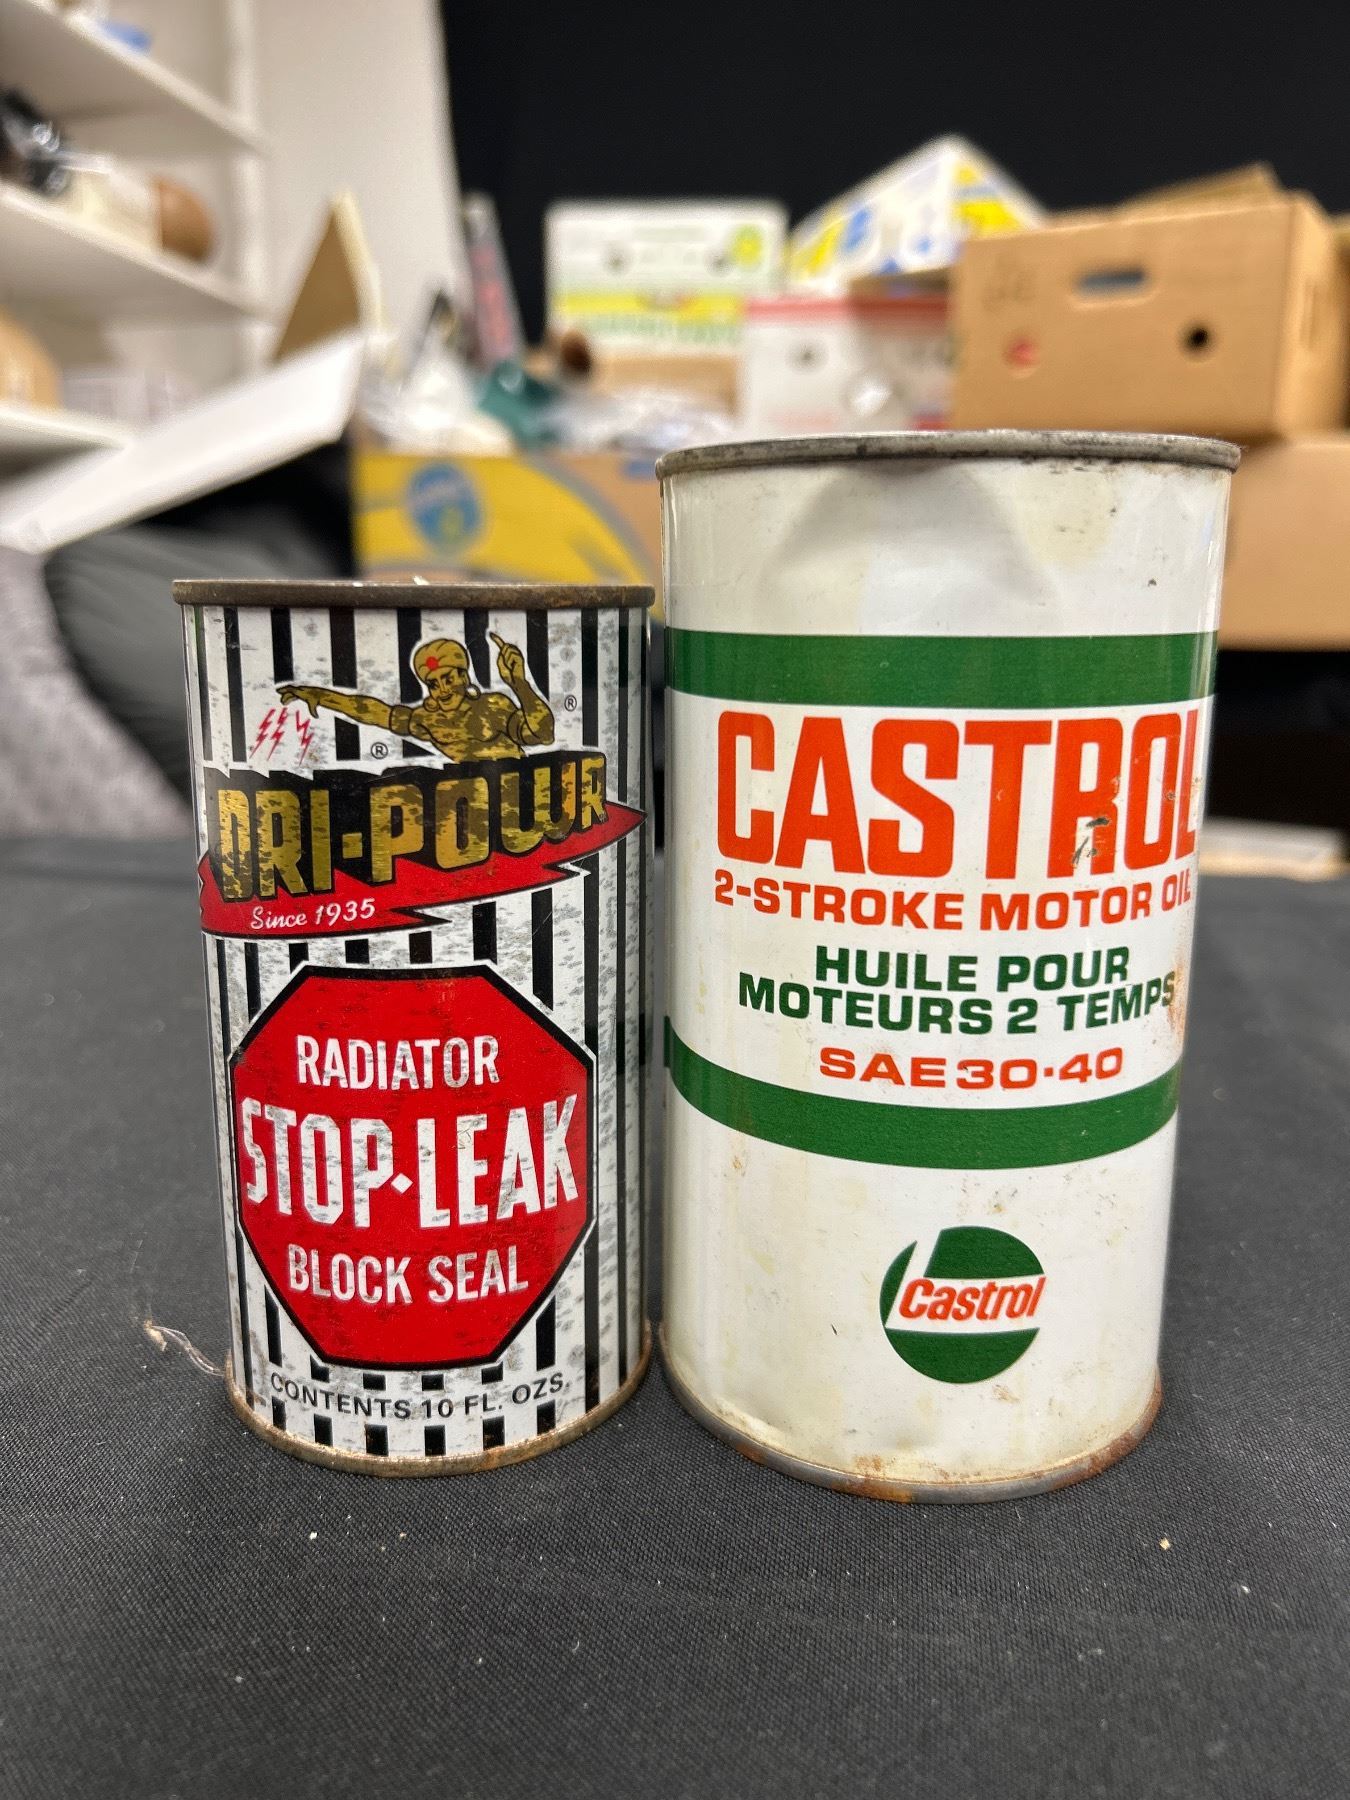 ®
®
DRI-POWR
Since 1935
RADIATOR
STOP·LEAK
BLOCK SEAL
CONTENTS 10 FL. OZS.
CASTROL
2-STROKE MOTOR OIL
HUILE POUR
MOTEURS 2 TEMPS
SAE 30·40
Castrol